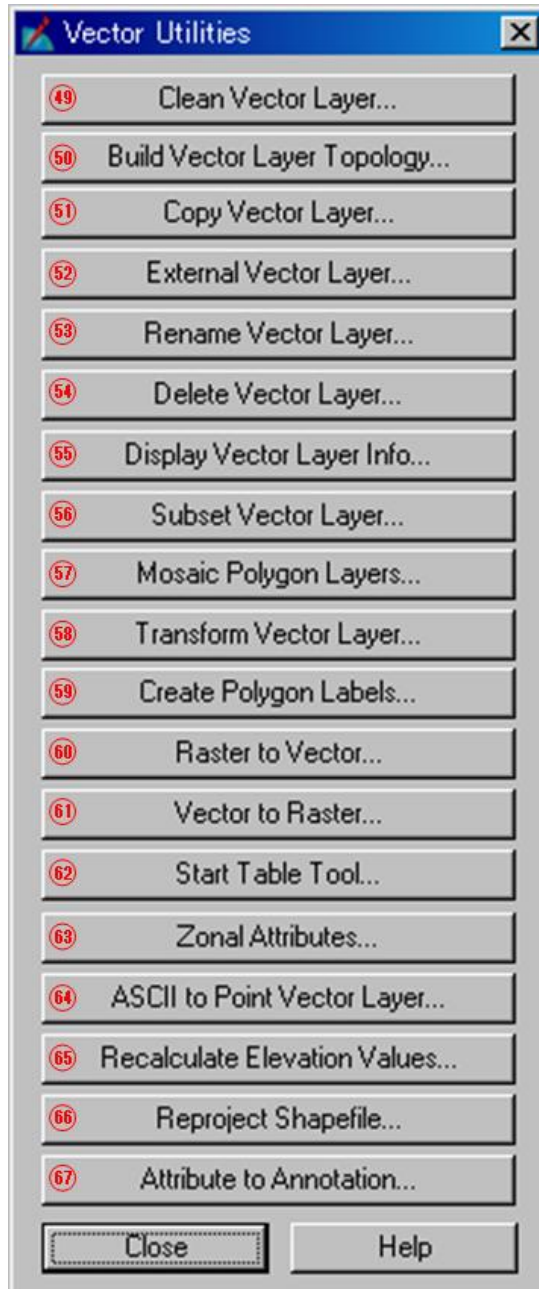 Vector Utilities
49 Clean Vector Layer...
50 Build Vector Layer Topology...
51 Copy Vector Layer...
52 External Vector Layer...
53 Rename Vector Layer...
54 Delete Vector Layer...
55 Display Vector Layer Info...
56 Subset Vector Layer...
57 Mosaic Polygon Layers...
58 Transform Vector Layer...
59 Create Polygon Labels...
60 Raster to Vector...
61 Vector to Raster...
62 Start Table Tool...
63 Zonal Attributes...
64 ASCII to Point Vector Layer...
65 Recalculate Elevation Values...
66 Reproject Shapefile...
67 Attribute to Annotation...
Close Help